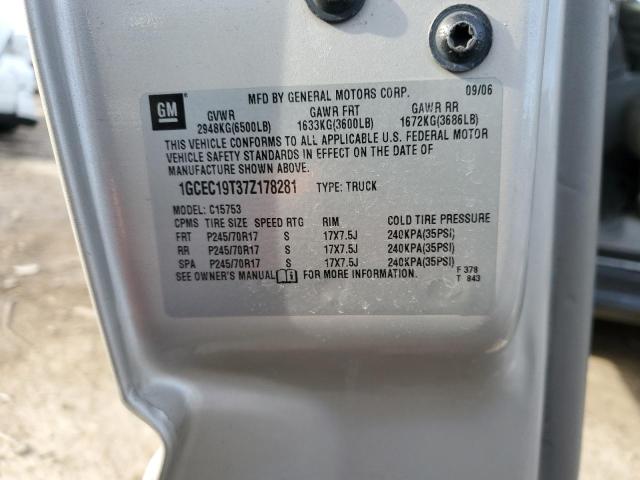 MFD BY GENERAL MOTORS CORP. 09/06
GM
GVWR GAWR FRT GAWR RR
2948KG(6500LB) 1633KG(3600LB) 1672KG(3686LB)
THIS VEHICLE CONFORMS TO ALL APPLICABLE U.S. FEDERAL MOTOR
VEHICLE SAFETY STANDARDS IN EFFECT ON THE DATE OF
MANUFACTURE SHOWN ABOVE.
1GCEC19T37Z178281 TYPE: TRUCK
MODEL: C15753
CPMS TIRE SIZE SPEED RTG RIM COLD TIRE PRESSURE
FRT P245/70R17 S 17X7.5J 240KPA(35PSI)
RR P245/70R17 S 17X7.5J 240KPA(35PSI)
SPA P245/70R17 S 17X7.5J 240KPA(35PSI)
SEE OWNER'S MANUAL FOR MORE INFORMATION. F 378
T 843